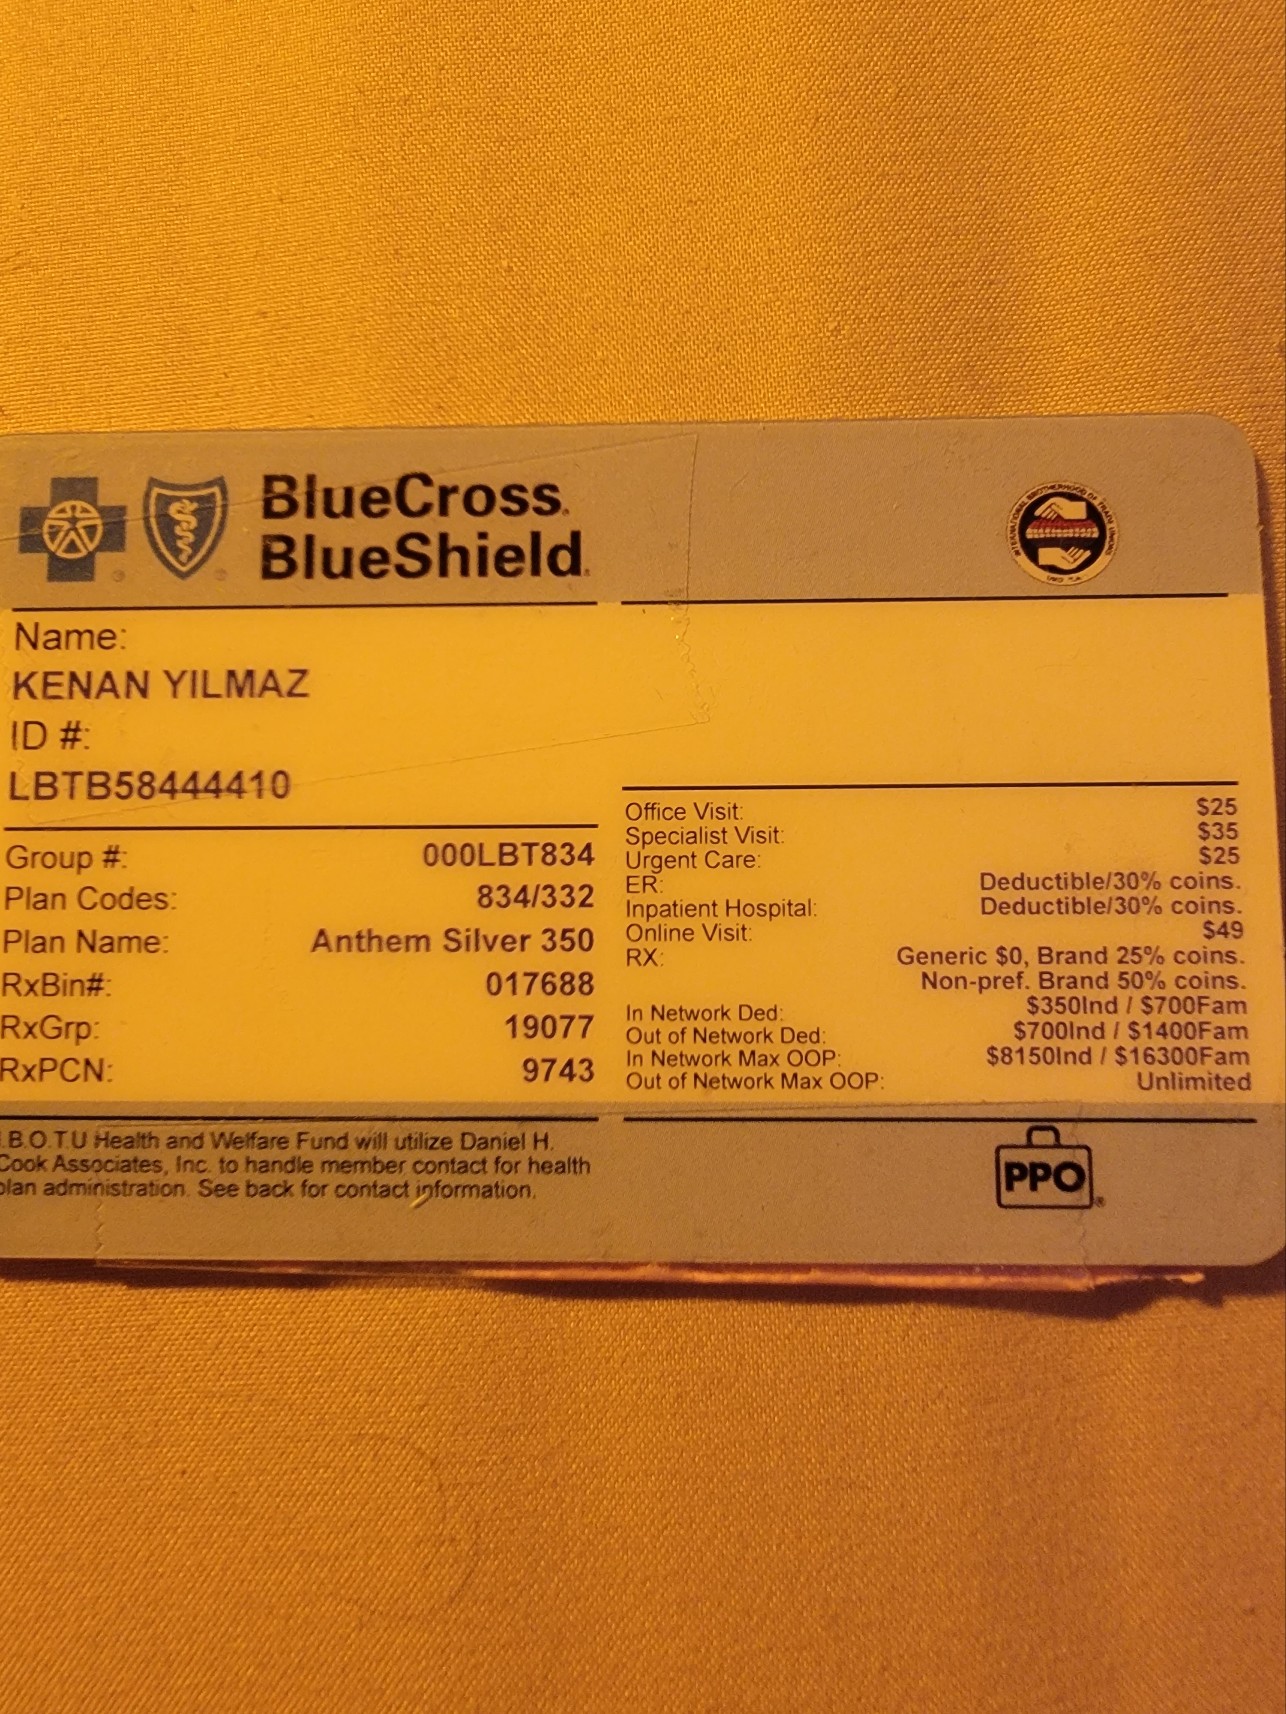 BlueCross
BlueShield
INTERNATIONAL BROTHERHOOD OF TRADE UNIONS
Name:
KENAN YILMAZ
ID #:
LBTB58444410
Group #: 000LBT834
Plan Codes: 834/332
Plan Name: Anthem Silver 350
RxBin#: 017688
RxGrp: 19077
RxPCN: 9743
Office Visit: $25
Specialist Visit: $35
Urgent Care: $25
ER: Deductible/30% coins.
Inpatient Hospital: Deductible/30% coins.
Online Visit: $49
RX: Generic $0, Brand 25% coins.
Non-pref. Brand 50% coins.
In Network Ded: $350Ind / $700Fam
Out of Network Ded: $700Ind / $1400Fam
In Network Max OOP: $8150Ind / $16300Fam
Out of Network Max OOP: Unlimited
.B.O.T.U Health and Welfare Fund will utilize Daniel H.
Cook Associates, Inc. to handle member contact for health
plan administration. See back for contact information.
PPO